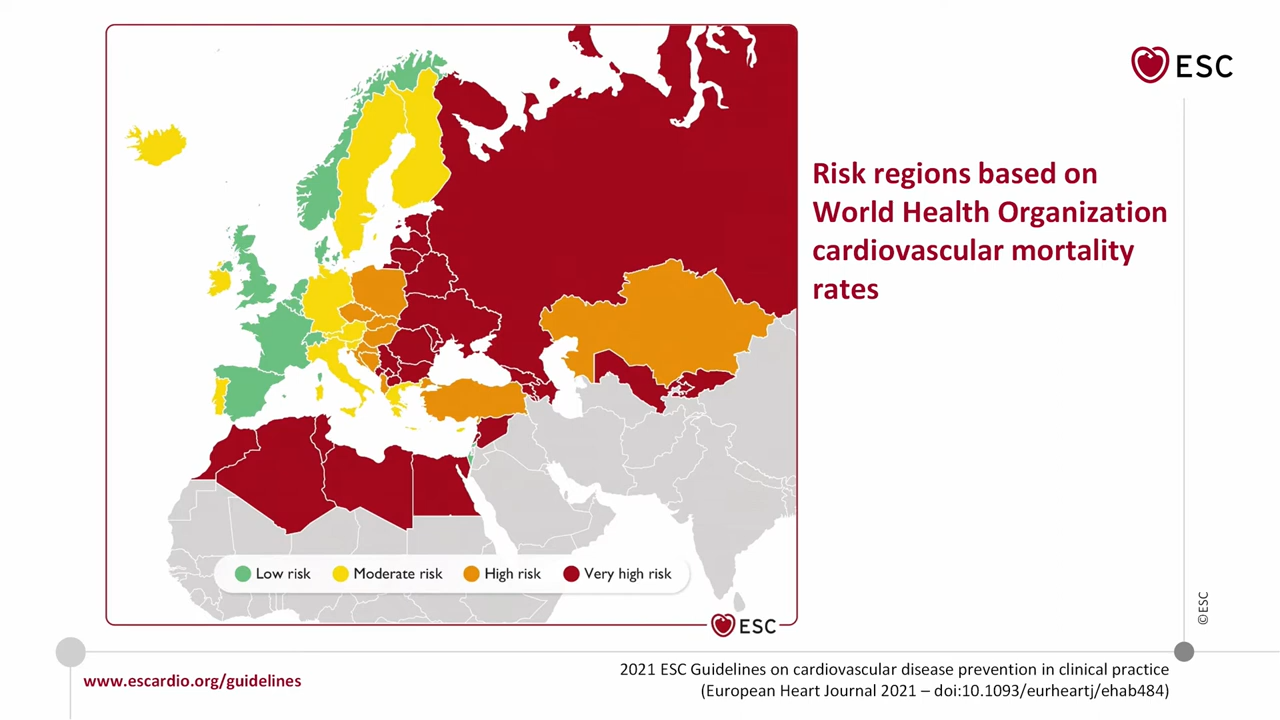 ESC
Risk regions based on
World Health Organization
cardiovascular mortality
rates
Low risk
Moderate risk
High risk
Very high risk
ESC
©ESC
www.escardio.org/guidelines
2021 ESC Guidelines on cardiovascular disease prevention in clinical practice
(European Heart Journal 2021 – doi:10.1093/eurheartj/ehab484)